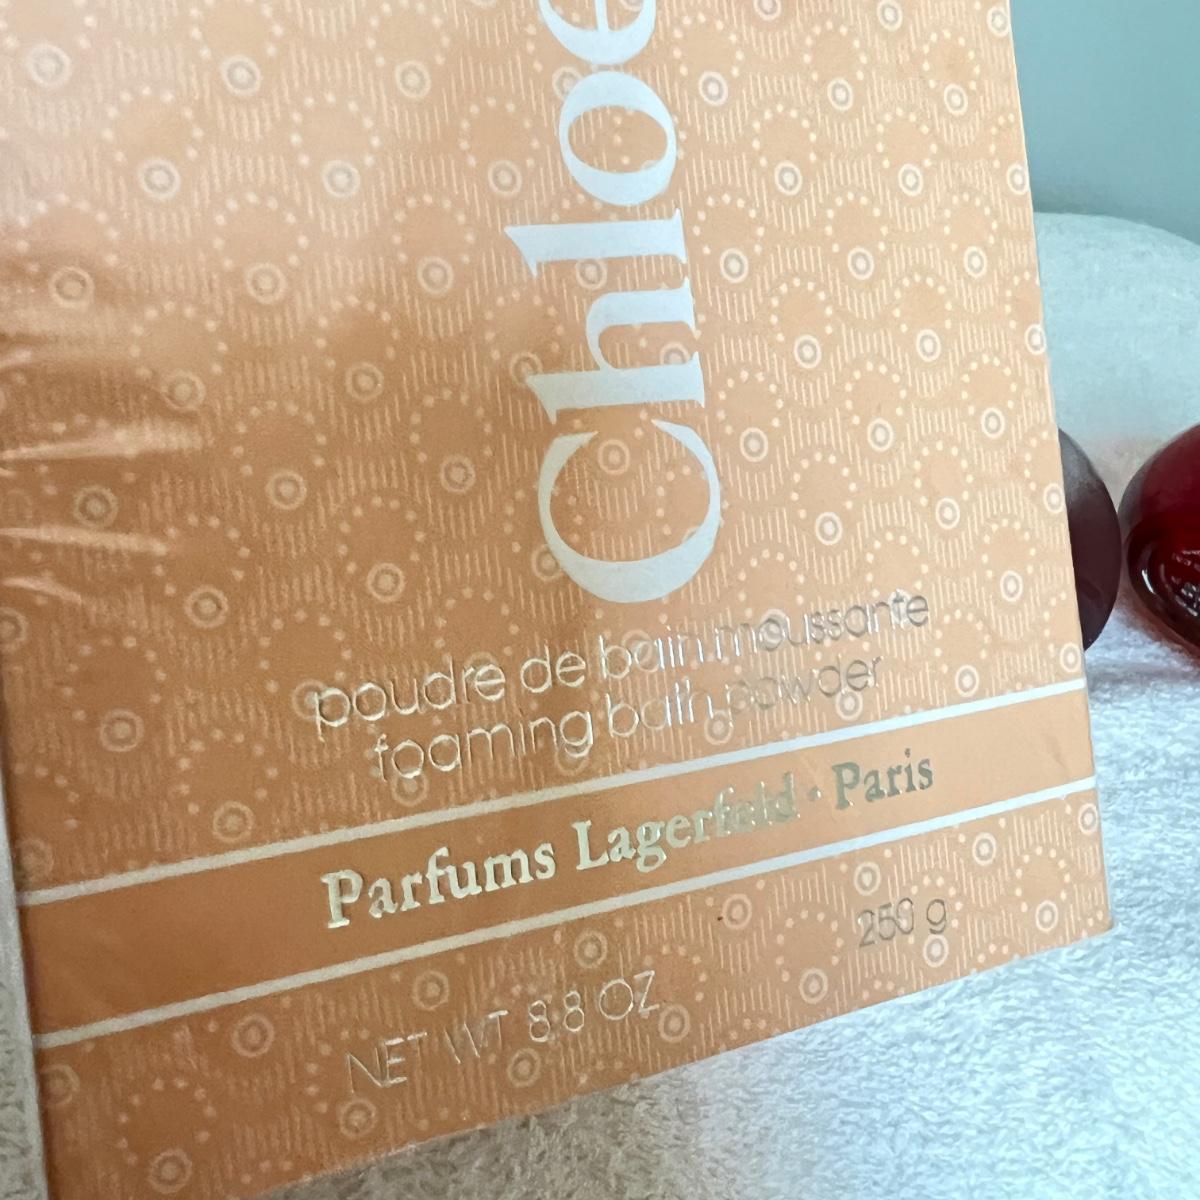 Chloe
poudre de bain moussante
foaming bath powder
Parfums Lagerfeld · Paris
NET WT 8.8 OZ
250 g